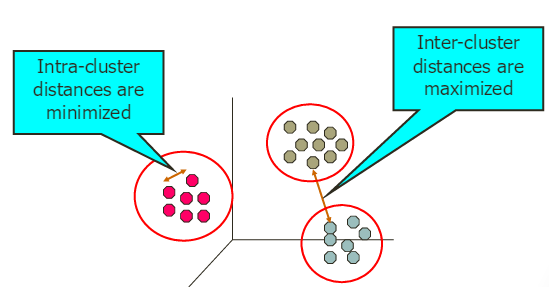 Intra-cluster
distances are
minimized
Inter-cluster
distances are
maximized